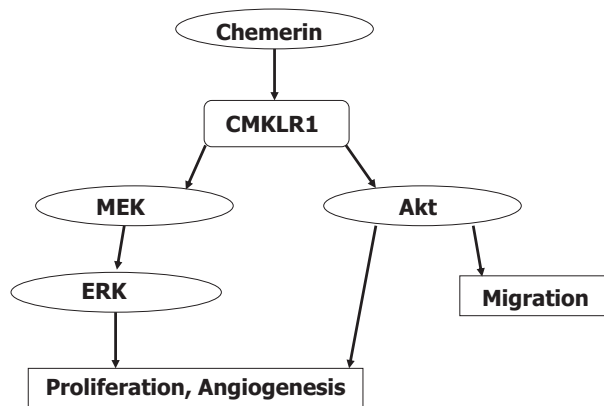 Chemerin
CMKLR1
MEK
Akt
ERK
Migration
Proliferation, Angiogenesis